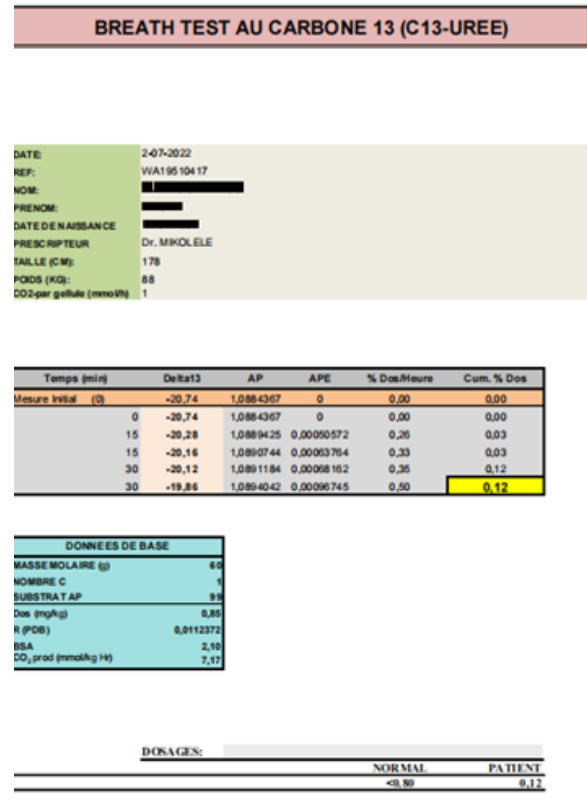 BREATH TEST AU CARBONE 13 (C13-UREE)
DATE: 2-07-2022
REF: WA19510417
NOM:
PRENOM:
DATE DE NAISSANCE
PRESCRIPTEUR Dr. MIKOLELE
TAILLE (CM): 178
POIDS (KG): 88
CO2-par gellule (mmol/h) 1
Temps (min) Delta13 AP APE % Dos/Heure Cum. % Dos
Mesure Initial (0) -20,74 1,0884367 0 0,00 0,00
0 -20,74 1,0884367 0 0,00 0,00
15 -20,28 1,0889425 0,00050572 0,26 0,03
15 -20,16 1,0890744 0,00063764 0,33 0,03
30 -20,12 1,0891184 0,00068162 0,35 0,12
30 -19,86 1,0894042 0,00096745 0,50 0,12
DONNEES DE BASE
MASSE MOLAIRE (g) 60
NOMBRE C 1
SUBSTRAT AP 99
Dos (mg/kg) 0,85
R (PDB) 0,0112372
BSA 2,10
CO2 prod (mmol/kg Hr) 7,17
DOSAGES:
NORMAL PATIENT
<0,80 0,12